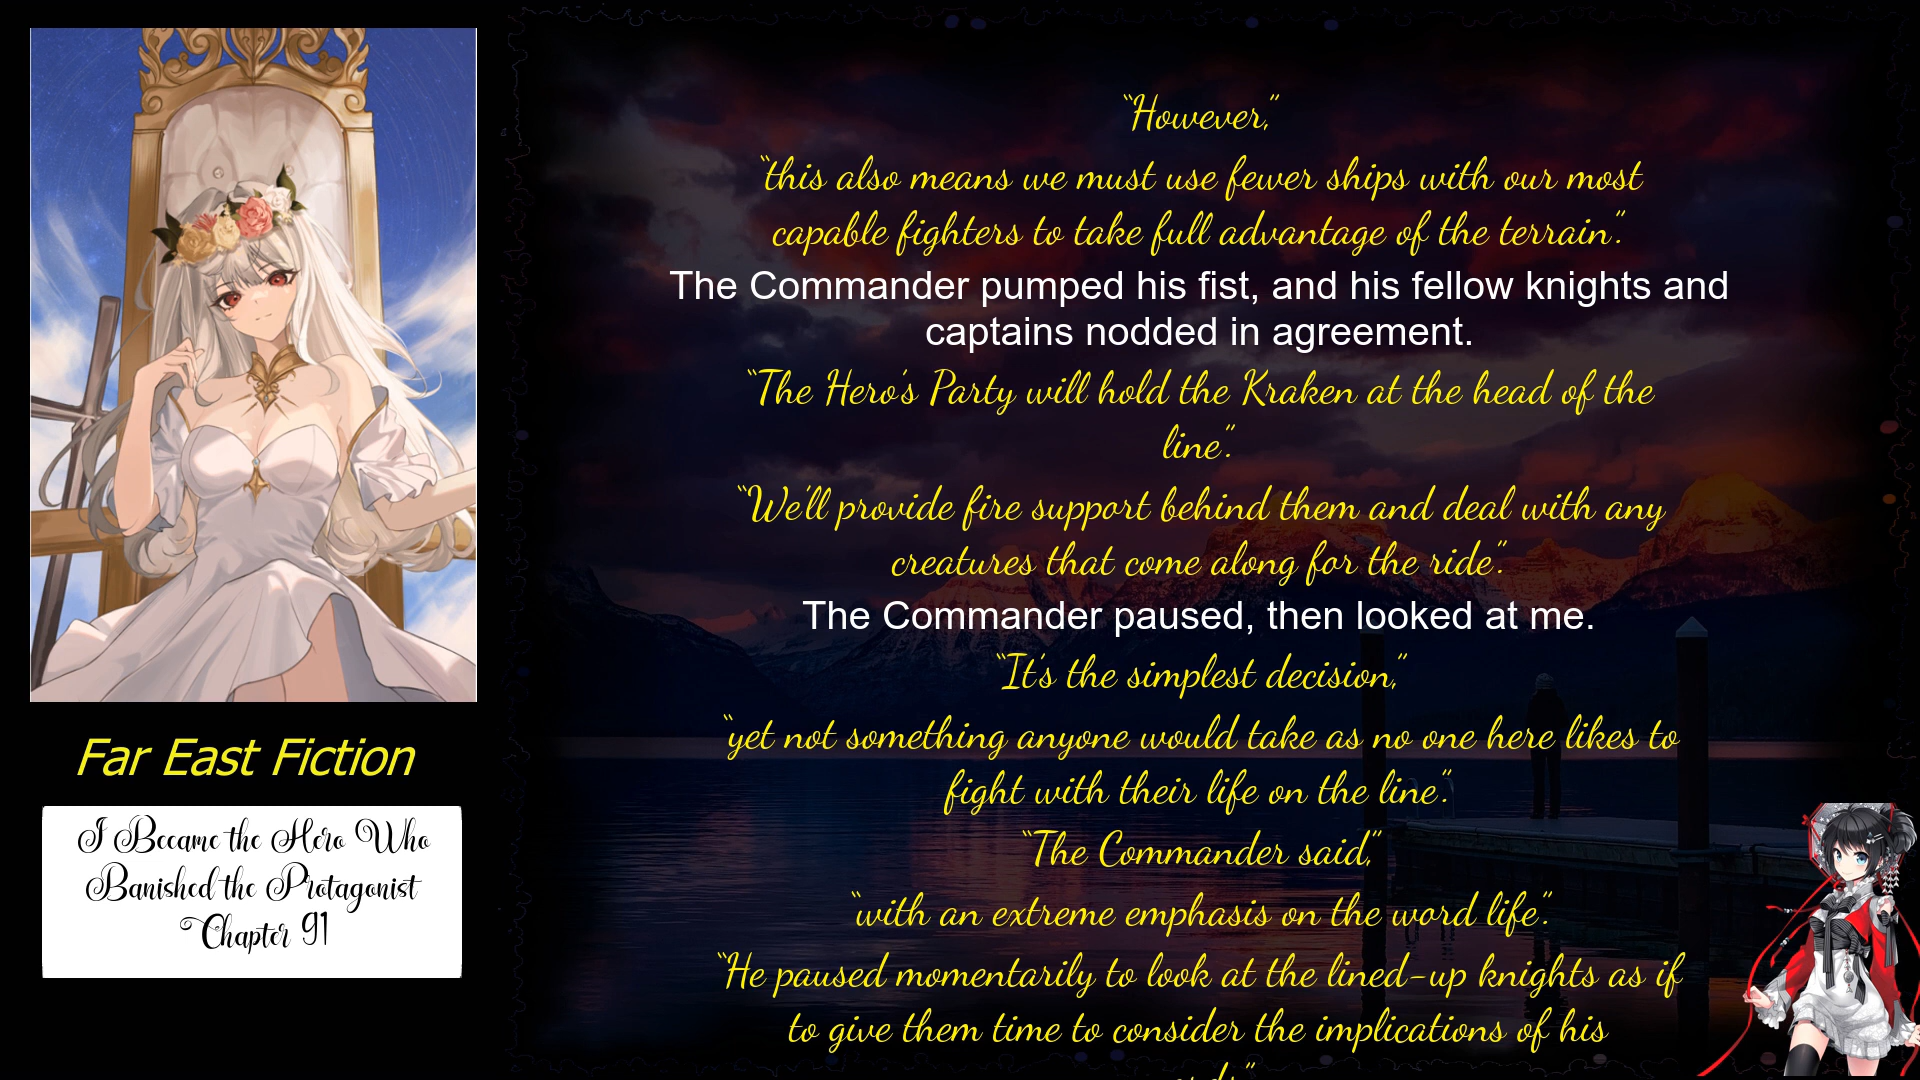 “However,”
“this also means we must use fewer ships with our most
capable fighters to take full advantage of the terrain”.
The Commander pumped his fist, and his fellow knights and
captains nodded in agreement.
“The Hero’s Party will hold the Kraken at the head of the
line”.
“We’ll provide fire support behind them and deal with any
creatures that come along for the ride”.
The Commander paused, then looked at me.
“It’s the simplest decision,”
“yet not something anyone would take as no one here likes to
fight with their life on the line”.
“The Commander said,”
“with an extreme emphasis on the word life”.
“He paused momentarily to look at the lined-up knights as if
to give them time to consider the implications of his
Far East Fiction
I Became the Hero Who
Banished the Protagonist
Chapter 91